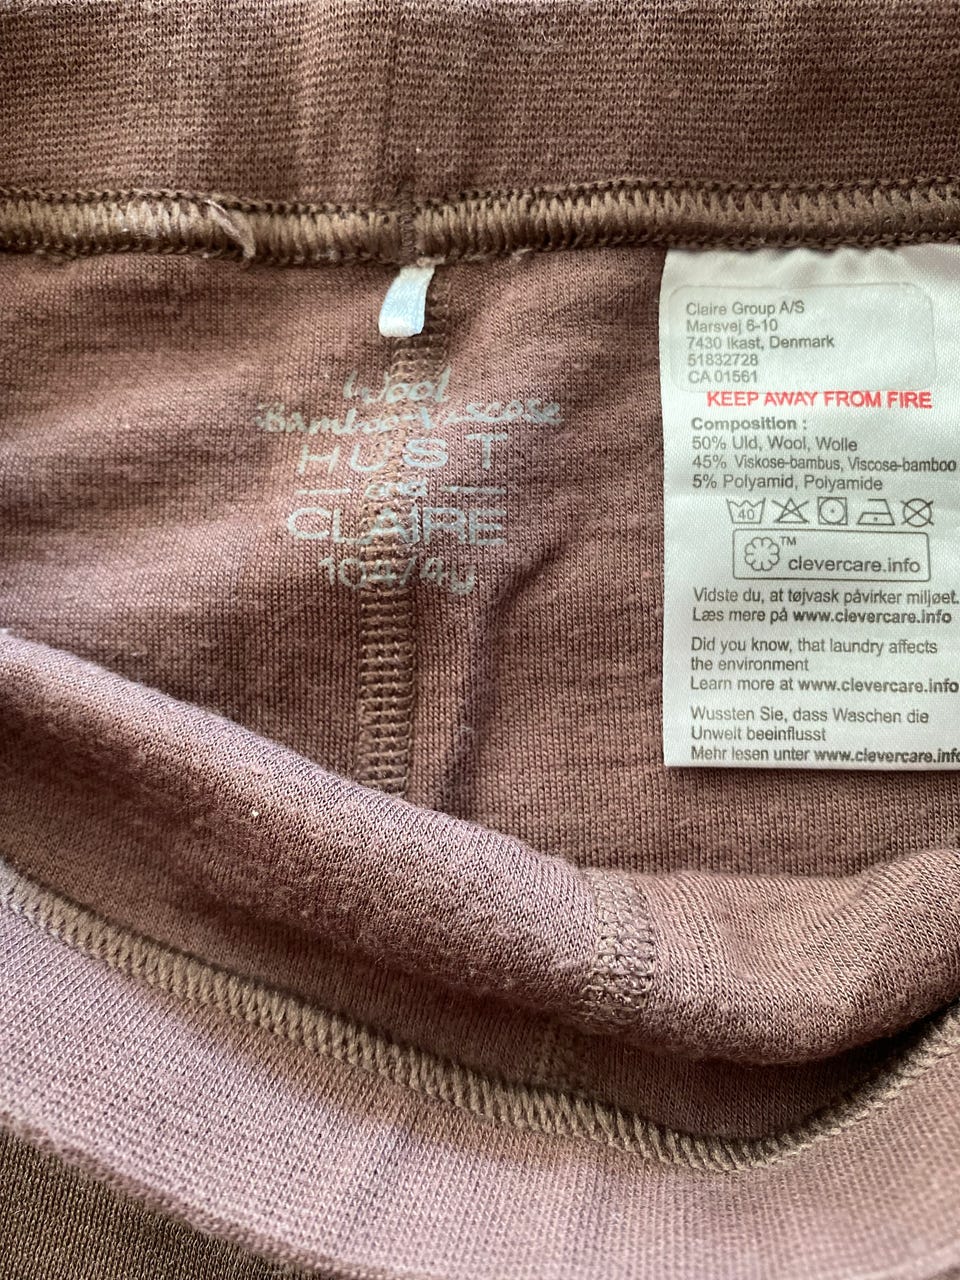 Wool
Bamboo Viscose
HUST
and
CLAIRE
104/4y
Claire Group A/S
Marsvej 6-10
7430 Ikast, Denmark
51832728
CA 01561
KEEP AWAY FROM FIRE
Composition :
50% Uld, Wool, Wolle
45% Viskose-bambus, Viscose-bamboo
5% Polyamid, Polyamide
40
TM
clevercare.info
Vidste du, at tøjvask påvirker miljøet.
Læs mere på www.clevercare.info
Did you know, that laundry affects
the environment
Learn more at www.clevercare.info
Wussten Sie, dass Waschen die
Unwelt beeinflusst
Mehr lesen unter www.clevercare.info